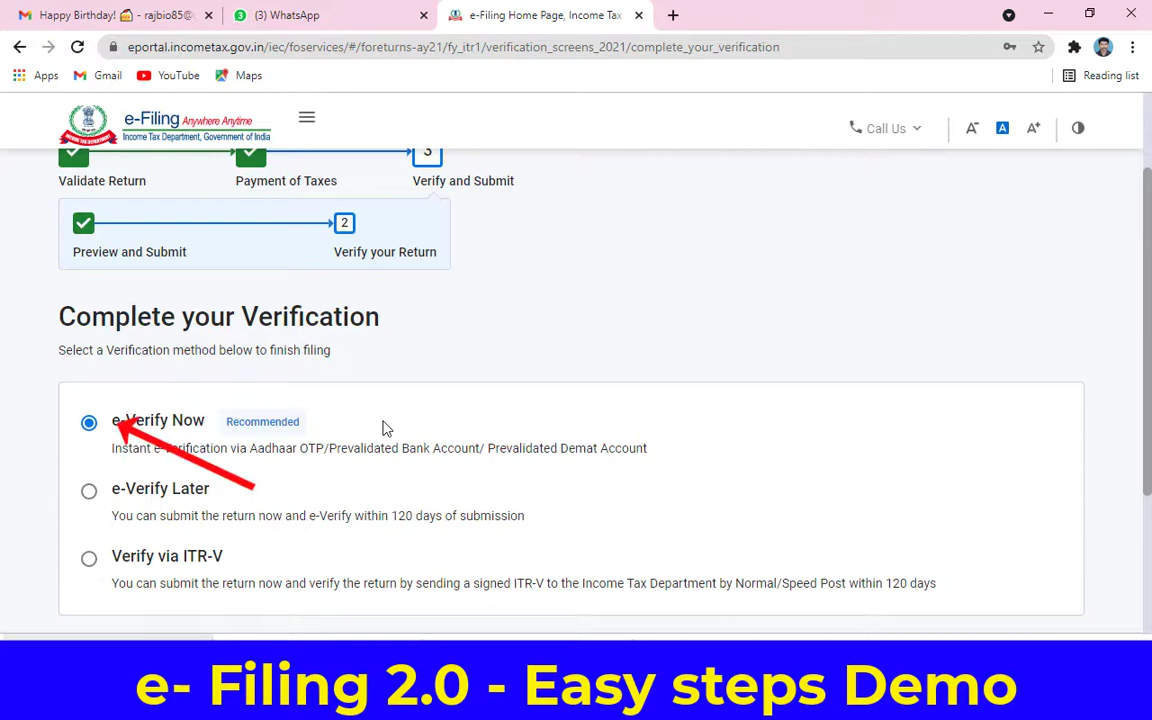 Happy Birthday! - rajbio85@
(3) WhatsApp
e-Filing Home Page, Income Tax
eportal.incometax.gov.in/iec/foservices/#/foreturns-ay21/fy_itr1/verification_screens_2021/complete_your_verification
Apps
Gmail
YouTube
Maps
Reading list
e-Filing Anywhere Anytime
Income Tax Department, Government of India
Call Us
A-
A
A+
3
Validate Return
Payment of Taxes
Verify and Submit
2
Preview and Submit
Verify your Return
Complete your Verification
Select a Verification method below to finish filing
e-Verify Now
Recommended
Instant e-Verification via Aadhaar OTP/Prevalidated Bank Account/ Prevalidated Demat Account
e-Verify Later
You can submit the return now and e-Verify within 120 days of submission
Verify via ITR-V
You can submit the return now and verify the return by sending a signed ITR-V to the Income Tax Department by Normal/Speed Post within 120 days
e- Filing 2.0 - Easy steps Demo